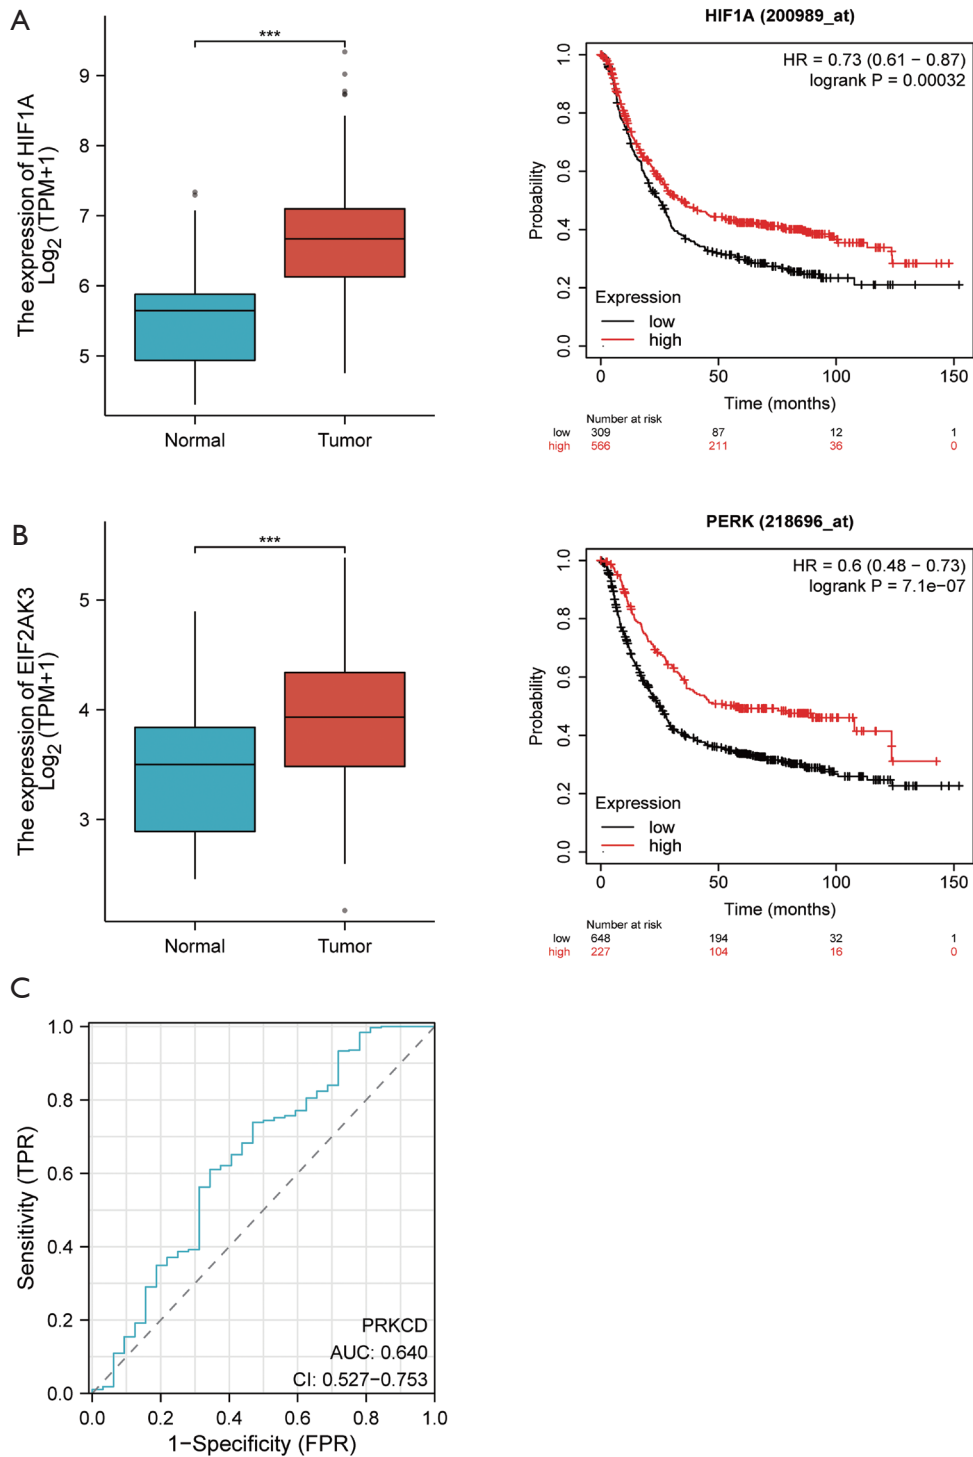 A
The expression of HIF1A
Log2 (TPM+1)
9
8
7
6
5
***
Normal Tumor
HIF1A (200989_at)
HR = 0.73 (0.61 − 0.87)
logrank P = 0.00032
Probability
1.0
0.8
0.6
0.4
0.2
0.0
Expression
low
high
0 50 100 150
Time (months)
Number at risk
low 309 87 12 1
high 566 211 36 0
B
The expression of EIF2AK3
Log2 (TPM+1)
5
4
3
***
Normal Tumor
PERK (218696_at)
HR = 0.6 (0.48 − 0.73)
logrank P = 7.1e−07
Probability
1.0
0.8
0.6
0.4
0.2
0.0
Expression
low
high
0 50 100 150
Time (months)
Number at risk
low 648 194 32 1
high 227 104 16 0
C
Sensitivity (TPR)
1.0
0.8
0.6
0.4
0.2
0.0
PRKCD
AUC: 0.640
CI: 0.527−0.753
0.0 0.2 0.4 0.6 0.8 1.0
1−Specificity (FPR)